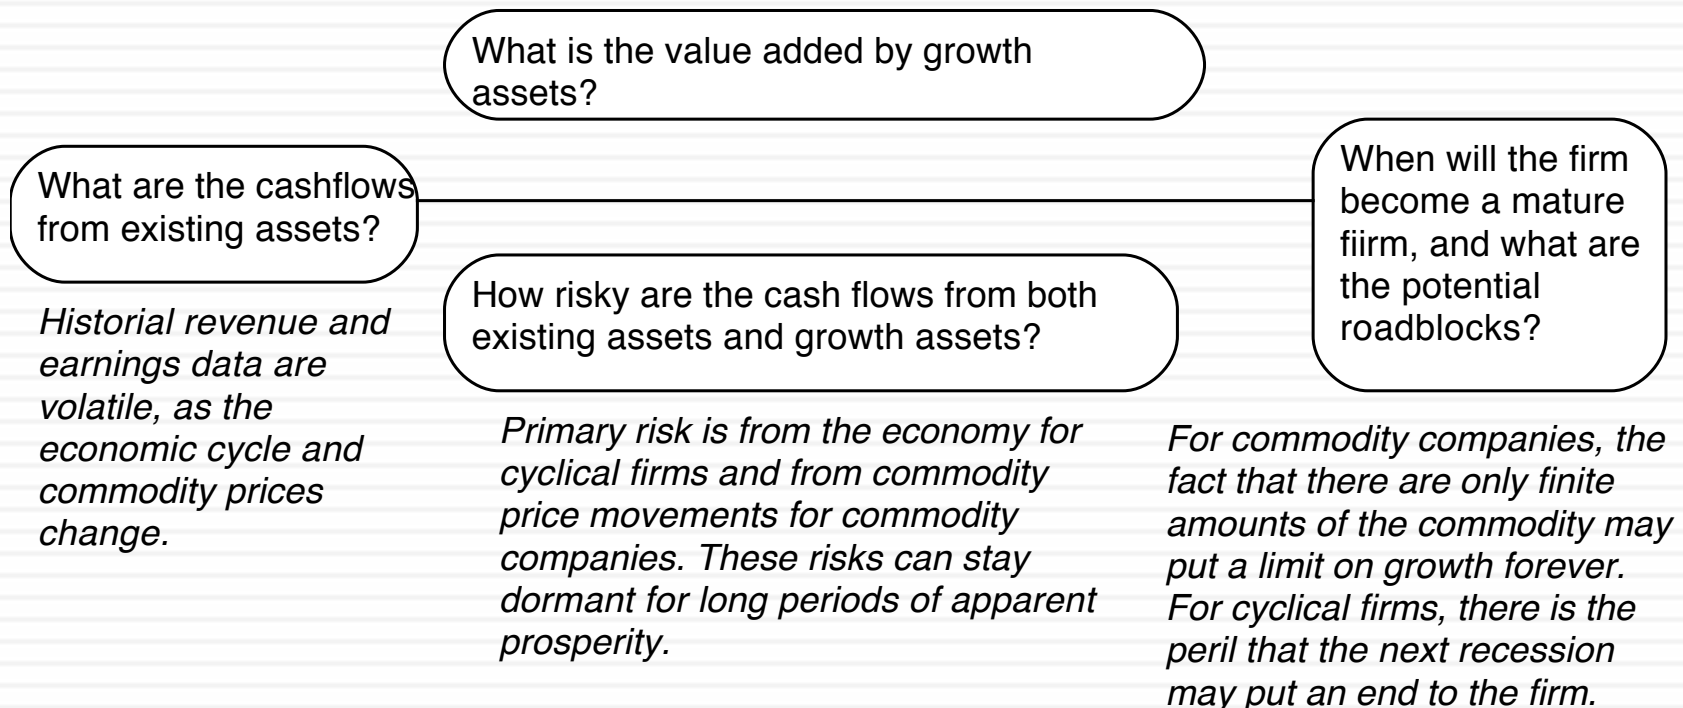 What is the value added by growth
assets?
What are the cashflows
from existing assets?
Historial revenue and
earnings data are
volatile, as the
economic cycle and
commodity prices
change.
How risky are the cash flows from both
existing assets and growth assets?
Primary risk is from the economy for
cyclical firms and from commodity
price movements for commodity
companies. These risks can stay
dormant for long periods of apparent
prosperity.
When will the firm
become a mature
fiirm, and what are
the potential
roadblocks?
For commodity companies, the
fact that there are only finite
amounts of the commodity may
put a limit on growth forever.
For cyclical firms, there is the
peril that the next recession
may put an end to the firm.